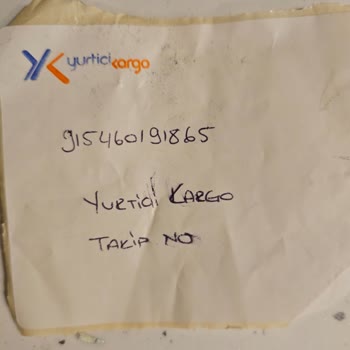 yurtiçi kargo
915460191865
YURTiÇi KARGO
TAKiP NO